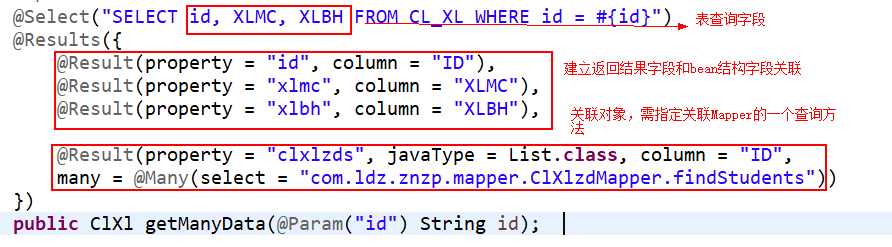 @Select("SELECT id, XLMC, XLBH FROM CL_XL WHERE id = #{id}")
表查询字段
@Results({
@Result(property = "id", column = "ID"),
建立返回结果字段和bean结构字段关联
@Result(property = "xlmc", column = "XLMC"),
@Result(property = "xlbh", column = "XLBH"),
关联对象，需指定关联Mapper的一个查询方
法
@Result(property = "clxlzds", javaType = List.class, column = "ID",
many = @Many(select = "com.ldz.znzp.mapper.ClXlzdMapper.findStudents"))
})
public ClXl getManyData(@Param("id") String id);